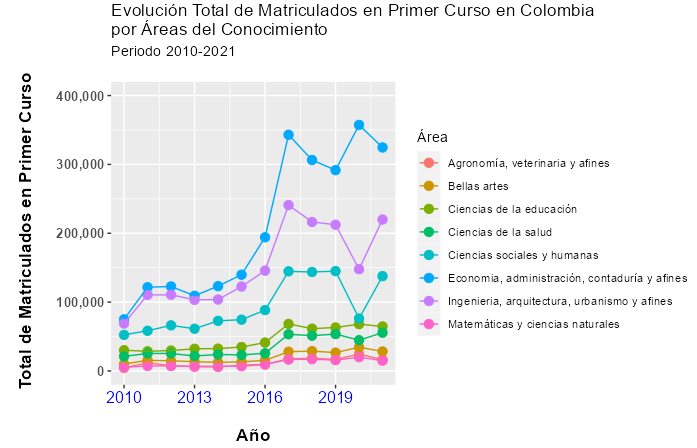 Evolución Total de Matriculados en Primer Curso en Colombia
por Áreas del Conocimiento
Periodo 2010-2021
Total de Matriculados en Primer Curso
400,000
300,000
200,000
100,000
0
2010
2013
2016
2019
Año
Área
Agronomía, veterinaria y afines
Bellas artes
Ciencias de la educación
Ciencias de la salud
Ciencias sociales y humanas
Economia, administración, contaduría y afines
Ingenieria, arquitectura, urbanismo y afines
Matemáticas y ciencias naturales